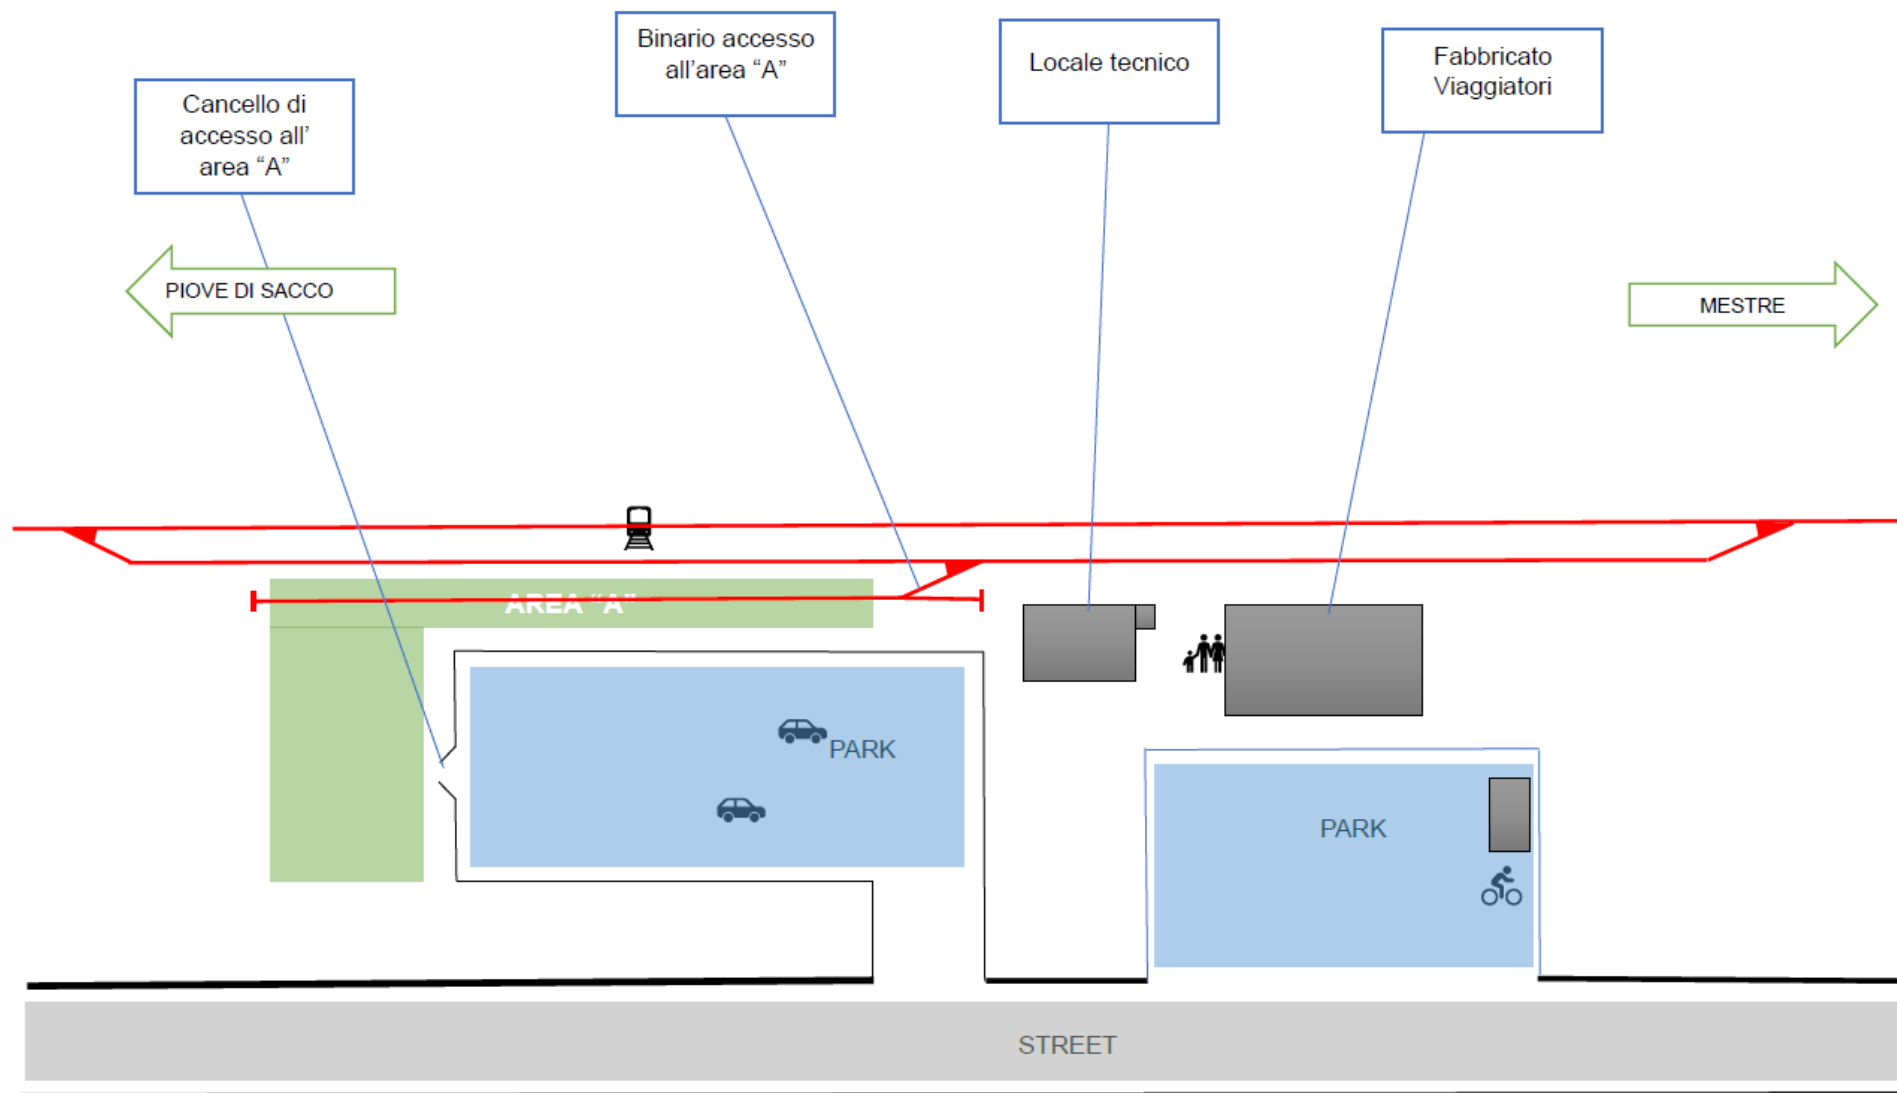 Cancello di
accesso all’
area “A”
Binario accesso
all’area “A”
Locale tecnico
Fabbricato
Viaggiatori
PIOVE DI SACCO
MESTRE
AREA “A”
PARK
PARK
STREET